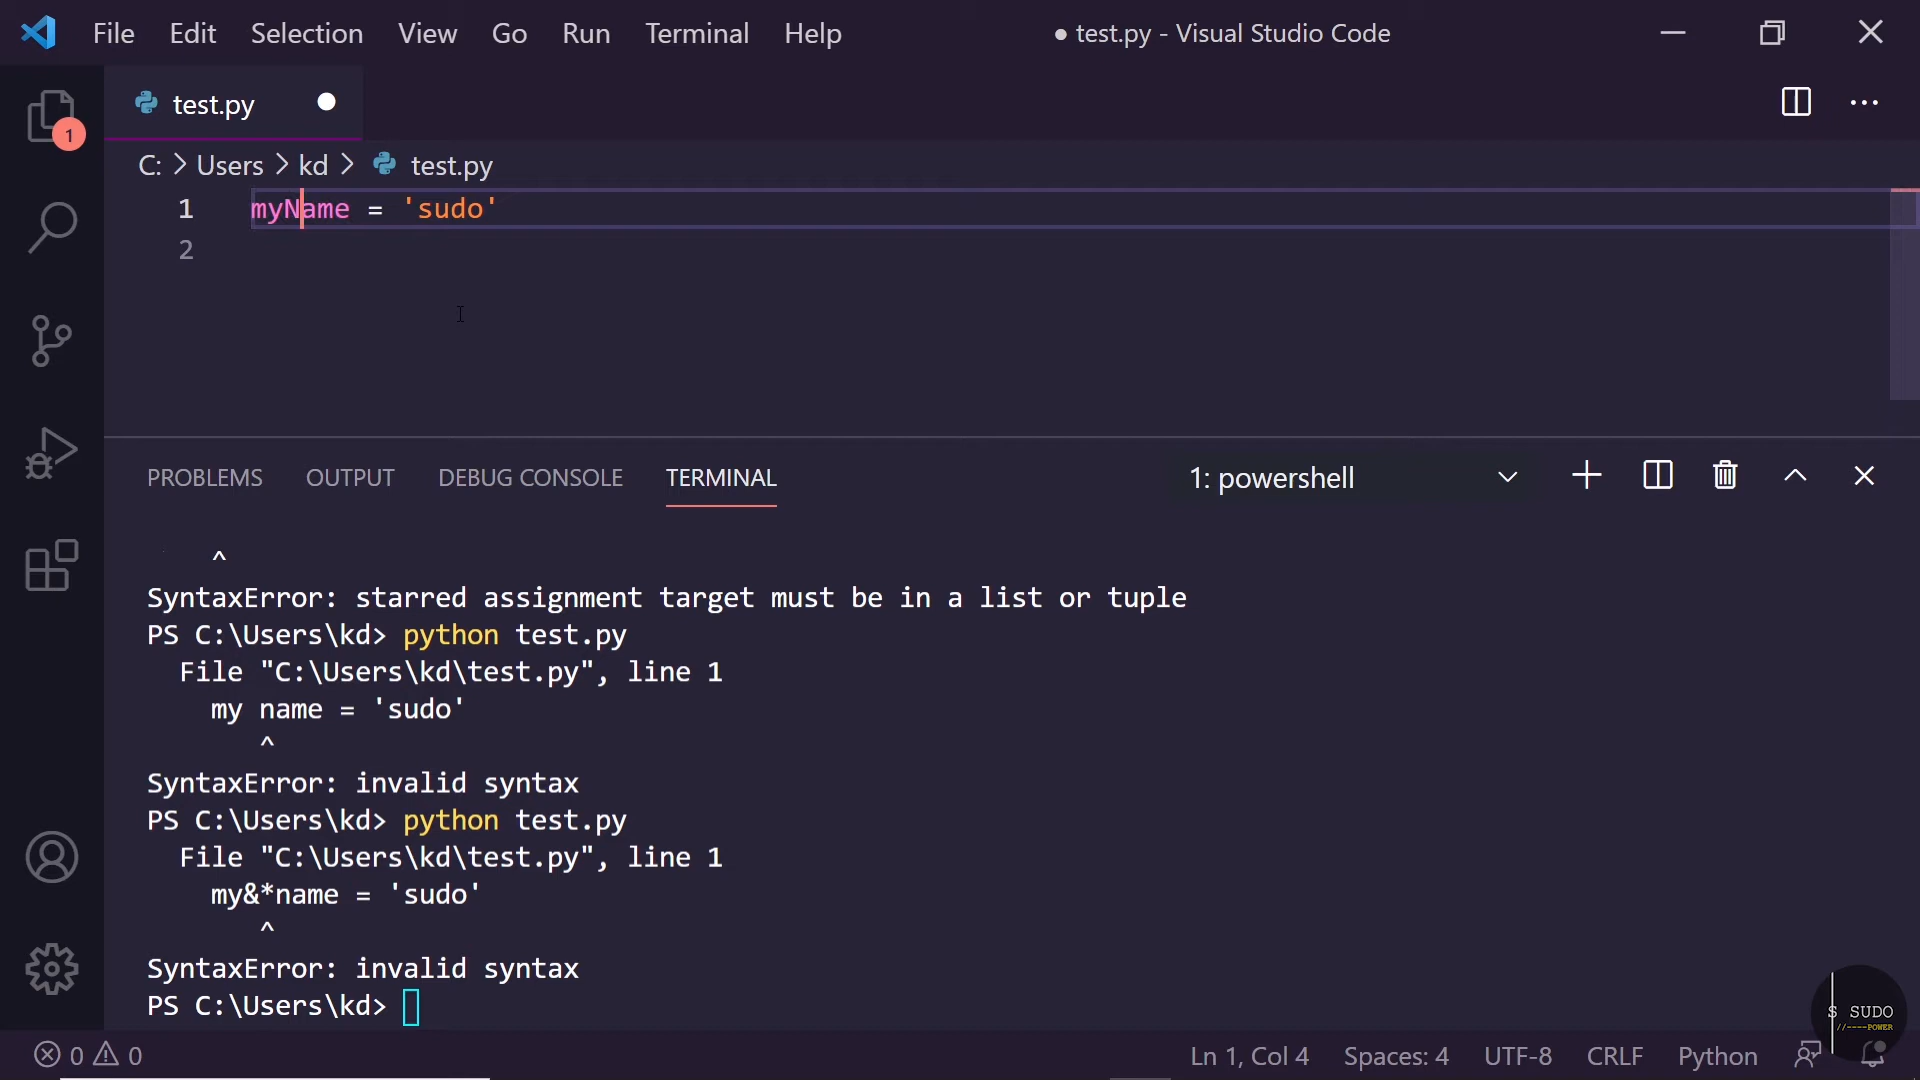 File Edit Selection View Go Run Terminal Help ● test.py - Visual Studio Code
test.py
1
C: > Users > kd > test.py
1 myName = 'sudo'
2
PROBLEMS OUTPUT DEBUG CONSOLE TERMINAL 1: powershell
^
SyntaxError: starred assignment target must be in a list or tuple
PS C:\Users\kd> python test.py
File "C:\Users\kd\test.py", line 1
my name = 'sudo'
^
SyntaxError: invalid syntax
PS C:\Users\kd> python test.py
File "C:\Users\kd\test.py", line 1
my&*name = 'sudo'
^
SyntaxError: invalid syntax
PS C:\Users\kd>
S SUDO
//----POWER
0 0 Ln 1, Col 4 Spaces: 4 UTF-8 CRLF Python